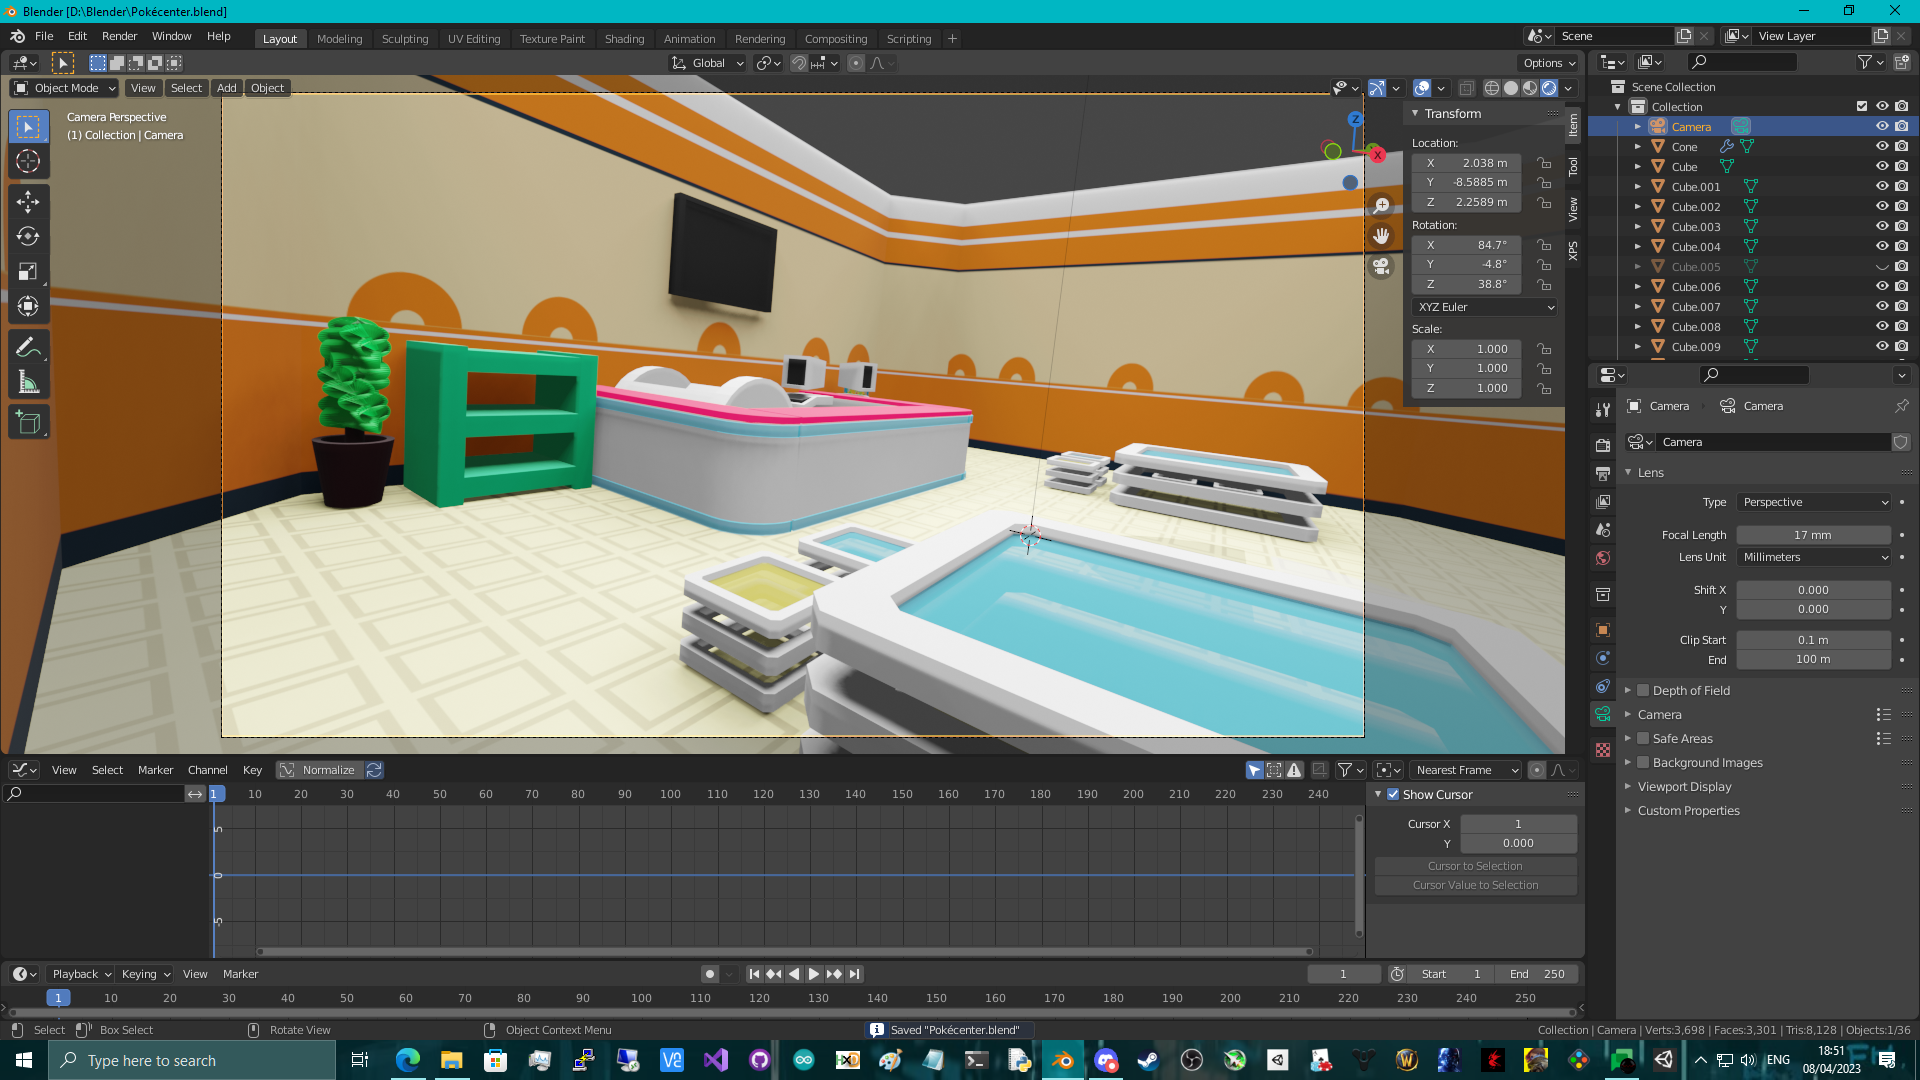 Blender [D:\Blender\Pokécenter.blend]
File Edit Render Window Help Layout Modeling Sculpting UV Editing Texture Paint Shading Animation Rendering Compositing Scripting + Scene View Layer
Global Options
Object Mode View Select Add Object
Camera Perspective
(1) Collection | Camera
Z
X
Transform
Location:
X 2.038 m
Y -8.5885 m
Z 2.2589 m
Rotation:
X 84.7°
Y -4.8°
Z 38.8°
XYZ Euler
Scale:
X 1.000
Y 1.000
Z 1.000
Item
Tool
View
XPS
Scene Collection
Collection
Camera
Cone
Cube
Cube.001
Cube.002
Cube.003
Cube.004
Cube.005
Cube.006
Cube.007
Cube.008
Cube.009
Camera Camera
Camera
Lens
Type Perspective
Focal Length 17 mm
Lens Unit Millimeters
Shift X 0.000
Y 0.000
Clip Start 0.1 m
End 100 m
Depth of Field
Camera
Safe Areas
Background Images
Viewport Display
Custom Properties
View Select Marker Channel Key Normalize Nearest Frame
1 10 20 30 40 50 60 70 80 90 100 110 120 130 140 150 160 170 180 190 200 210 220 230 240
5
0
-5
Show Cursor
Cursor X 1
Y 0.000
Cursor to Selection
Cursor Value to Selection
Playback Keying View Marker 1 Start 1 End 250
1 10 20 30 40 50 60 70 80 90 100 110 120 130 140 150 160 170 180 190 200 210 220 230 240 250
Select Box Select Rotate View Object Context Menu Saved "Pokécenter.blend" Collection | Camera | Verts:3,698 | Faces:3,301 | Tris:8,128 | Objects:1/36
Type here to search
ENG
18:51
08/04/2023